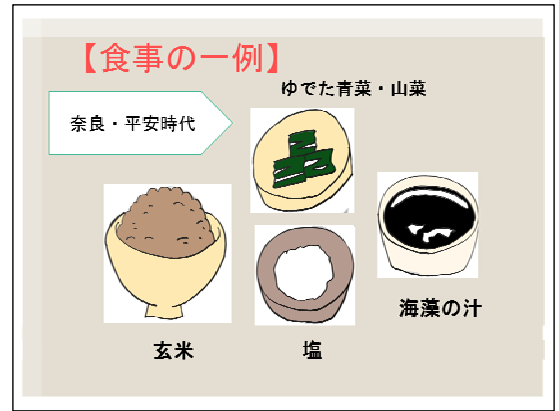 【食事の一例】
ゆでた青菜・山菜
奈良・平安時代
海藻の汁
玄米
塩